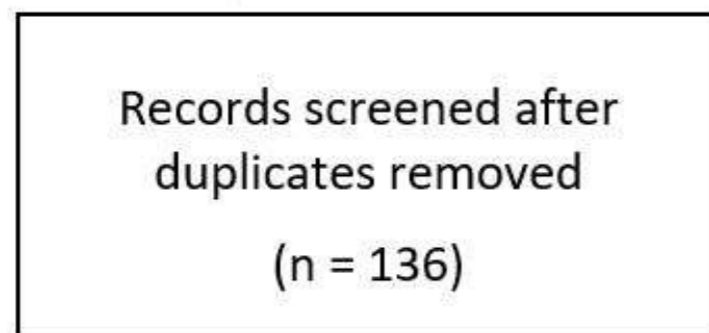 Records screened after
duplicates removed
(n = 136)